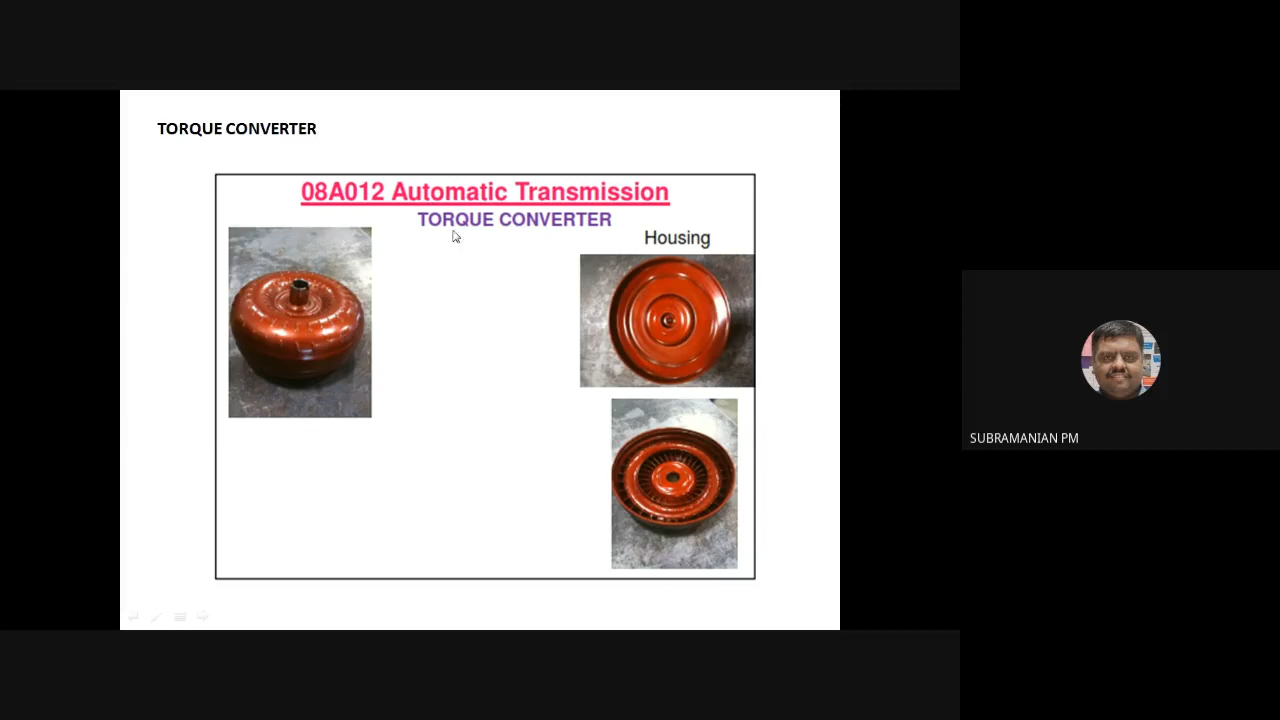 TORQUE CONVERTER
08A012 Automatic Transmission
TORQUE CONVERTER
Housing
SUBRAMANIAN PM